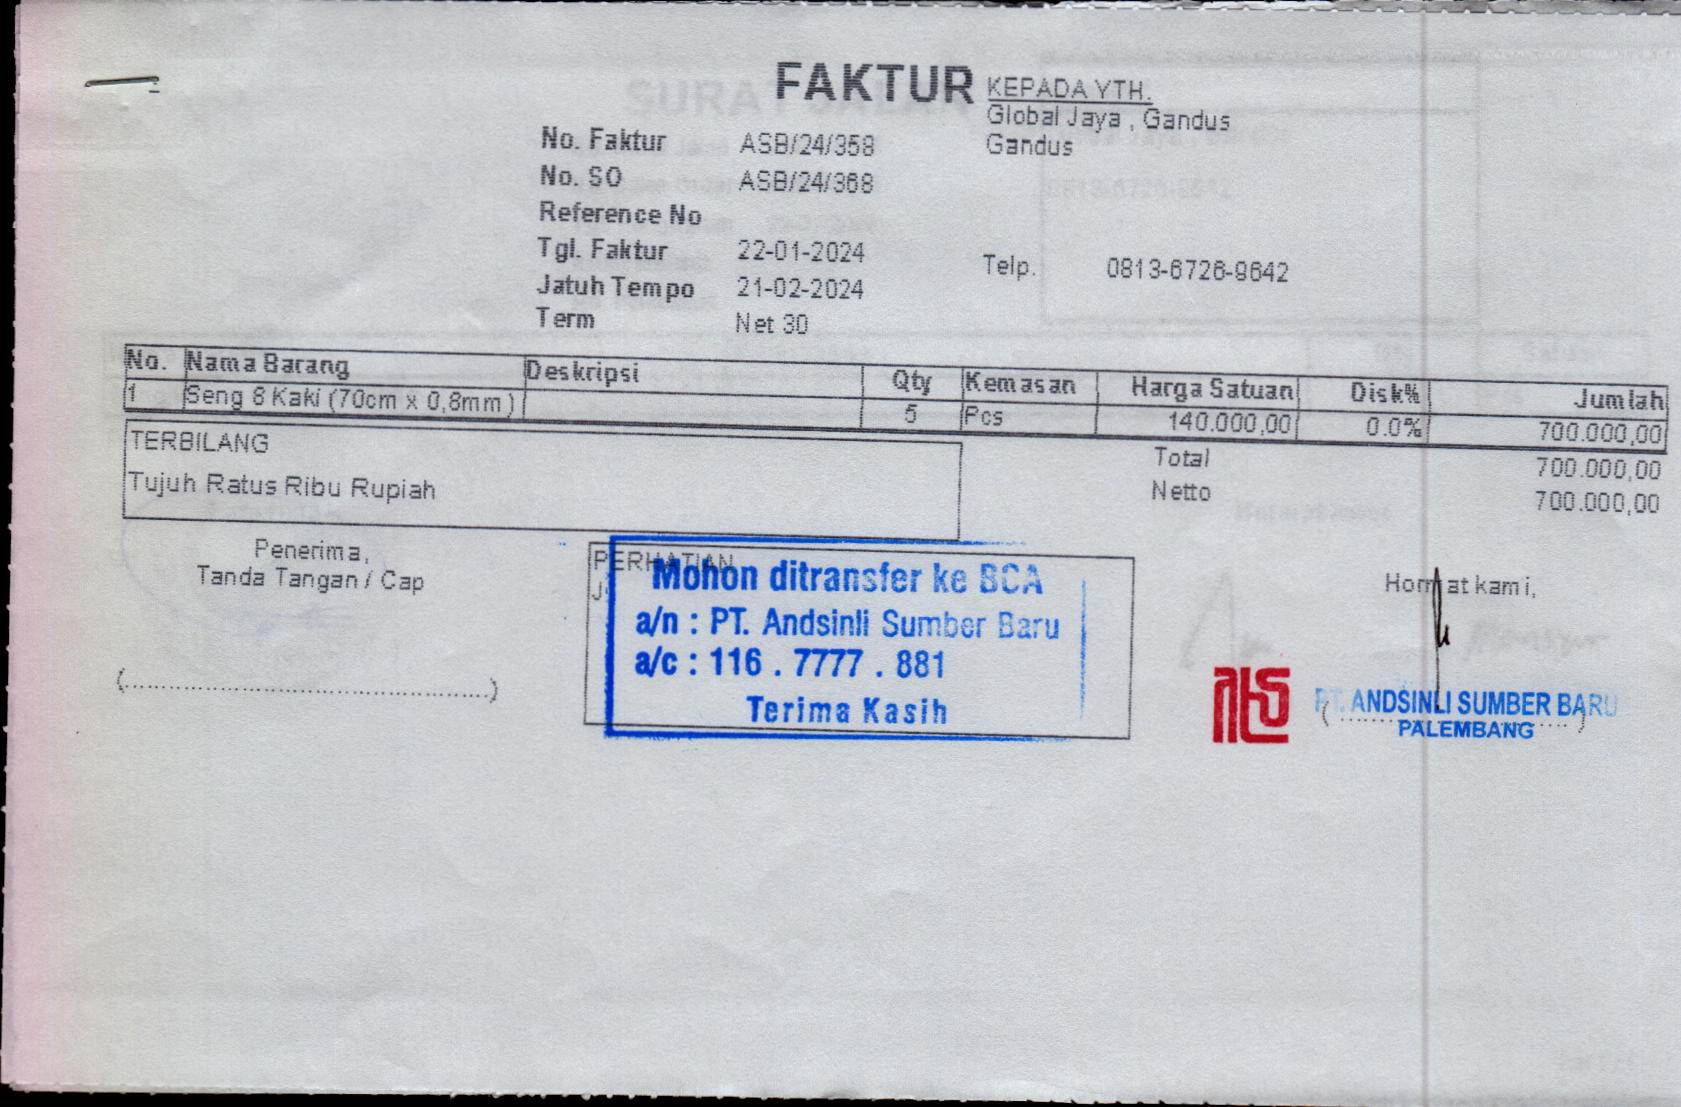 FAKTUR
KEPADA YTH.
Global Jaya , Gandus
Gandus
No. Faktur ASB/24/358
No. SO ASB/24/368
Reference No
Tgl. Faktur 22-01-2024
Telp. 0813-6726-9642
Jatuh Tempo 21-02-2024
Term Net 30
No. Nama Barang Deskripsi Qty Kemasan Harga Satuan Disk% Jumlah
1 Seng 8 Kaki (70cm x 0,8mm) 5 Pcs 140.000,00 0.0% 700.000,00
TERBILANG
Tujuh Ratus Ribu Rupiah
Total 700.000,00
Netto 700.000,00
Penerima,
Tanda Tangan / Cap
(............................................)
PERHATIAN
Mohon ditransfer ke BCA
a/n : PT. Andsinli Sumber Baru
a/c : 116 . 7777 . 881
Terima Kasih
Hormat kami,
PT. ANDSINLI SUMBER BARU
PALEMBANG